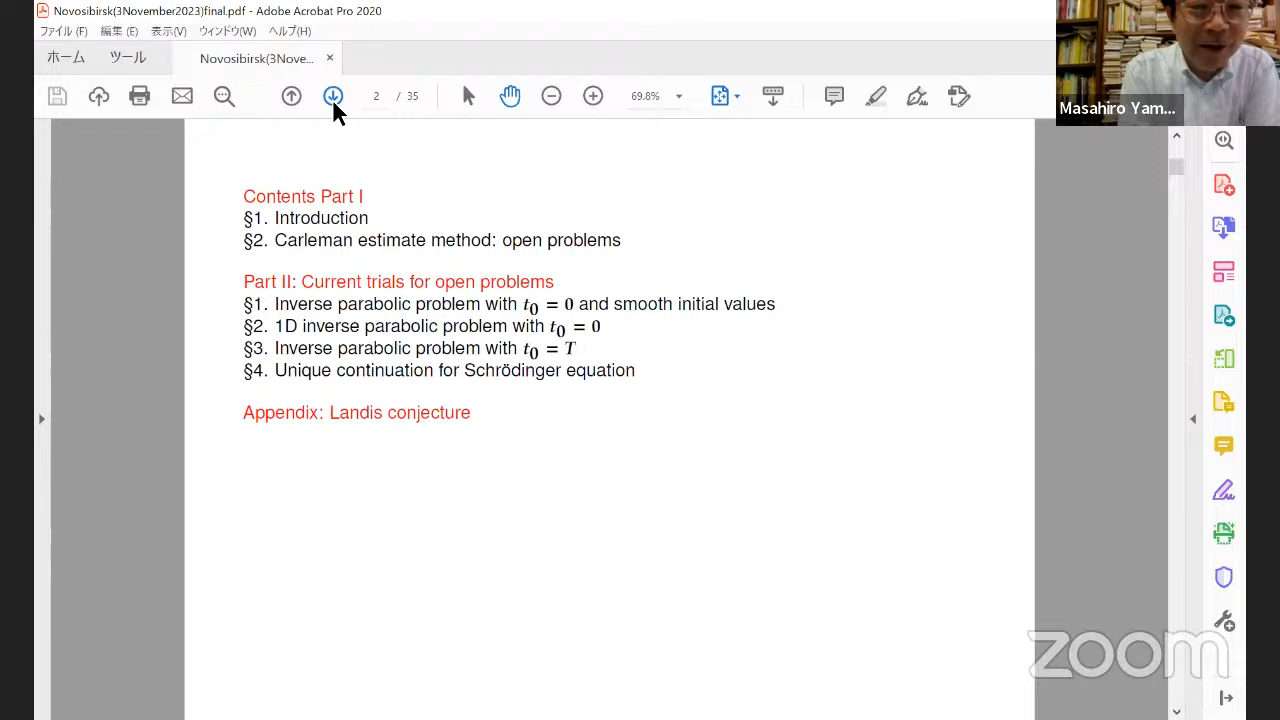 Novosibirsk(3November2023)final.pdf - Adobe Acrobat Pro 2020
ファイル (F) 編集 (E) 表示(V) ウィンドウ(W) ヘルプ(H)
ホーム ツール Novosibirsk(3Nove... ×
2 / 35 69.8%
Masahiro Yam...
Contents Part I
§1. Introduction
§2. Carleman estimate method: open problems
Part II: Current trials for open problems
§1. Inverse parabolic problem with t₀ = 0 and smooth initial values
§2. 1D inverse parabolic problem with t₀ = 0
§3. Inverse parabolic problem with t₀ = T
§4. Unique continuation for Schrödinger equation
Appendix: Landis conjecture
zoom